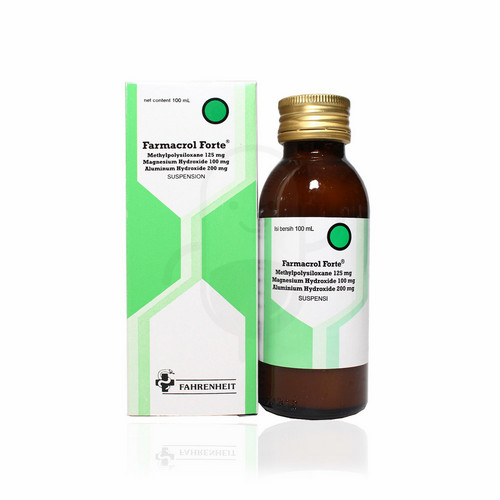 net content 100 mL
Farmacrol Forte®
Methylpolysiloxane 125 mg
Magnesium Hydroxide 100 mg
Aluminum Hydroxide 200 mg
SUSPENSION
FAHRENHEIT
Isi bersih 100 mL
Farmacrol Forte®
Methylpolysiloxane 125 mg
Magnesium Hydroxide 100 mg
Aluminium Hydroxide 200 mg
SUSPENSI